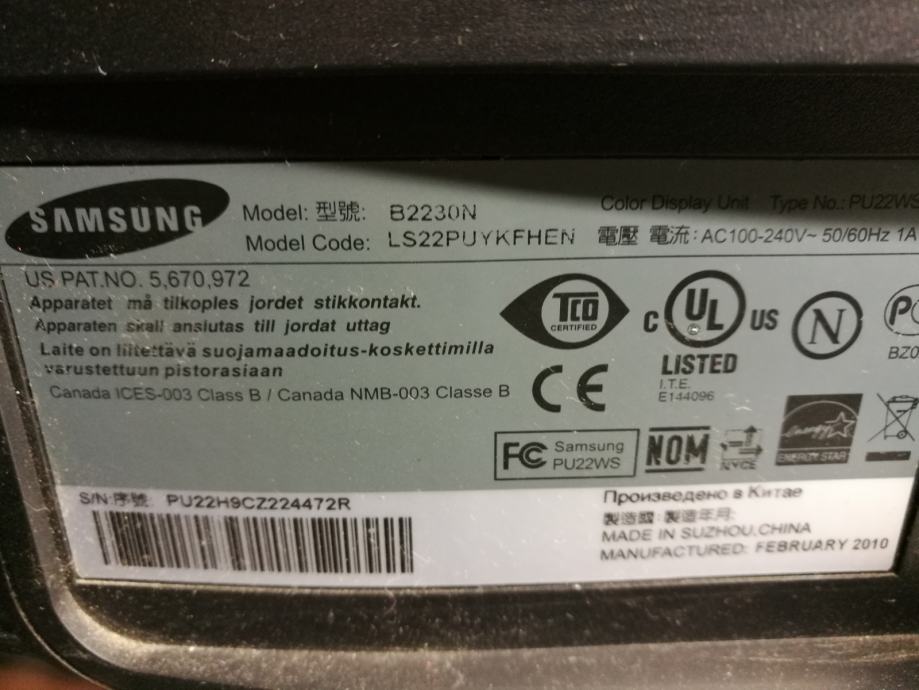 SAMSUNG
Model: 型號: B2230N
Color Display Unit Type No.: PU22WS
Model Code: LS22PUYKFHEN
電壓 電流: AC100-240V~ 50/60Hz 1A
US PAT.NO. 5,670,972
Apparatet må tilkoples jordet stikkontakt.
Apparaten skall anslutas till jordat uttag
Laite on liitettävä suojamaadoitus-koskettimilla
varustettuun pistorasiaan
Canada ICES-003 Class B / Canada NMB-003 Classe B
TCO
CERTIFIED
C UL US
LISTED
I.T.E.
E144096
N
PC
BZ0
CE
FC Samsung
PU22WS
NOM
NYCE
energy
ENERGY STAR
S/N:序號: PU22H9CZ224472R
Произведено в Китае
製造國: 製造年月:
MADE IN SUZHOU,CHINA
MANUFACTURED: FEBRUARY 2010